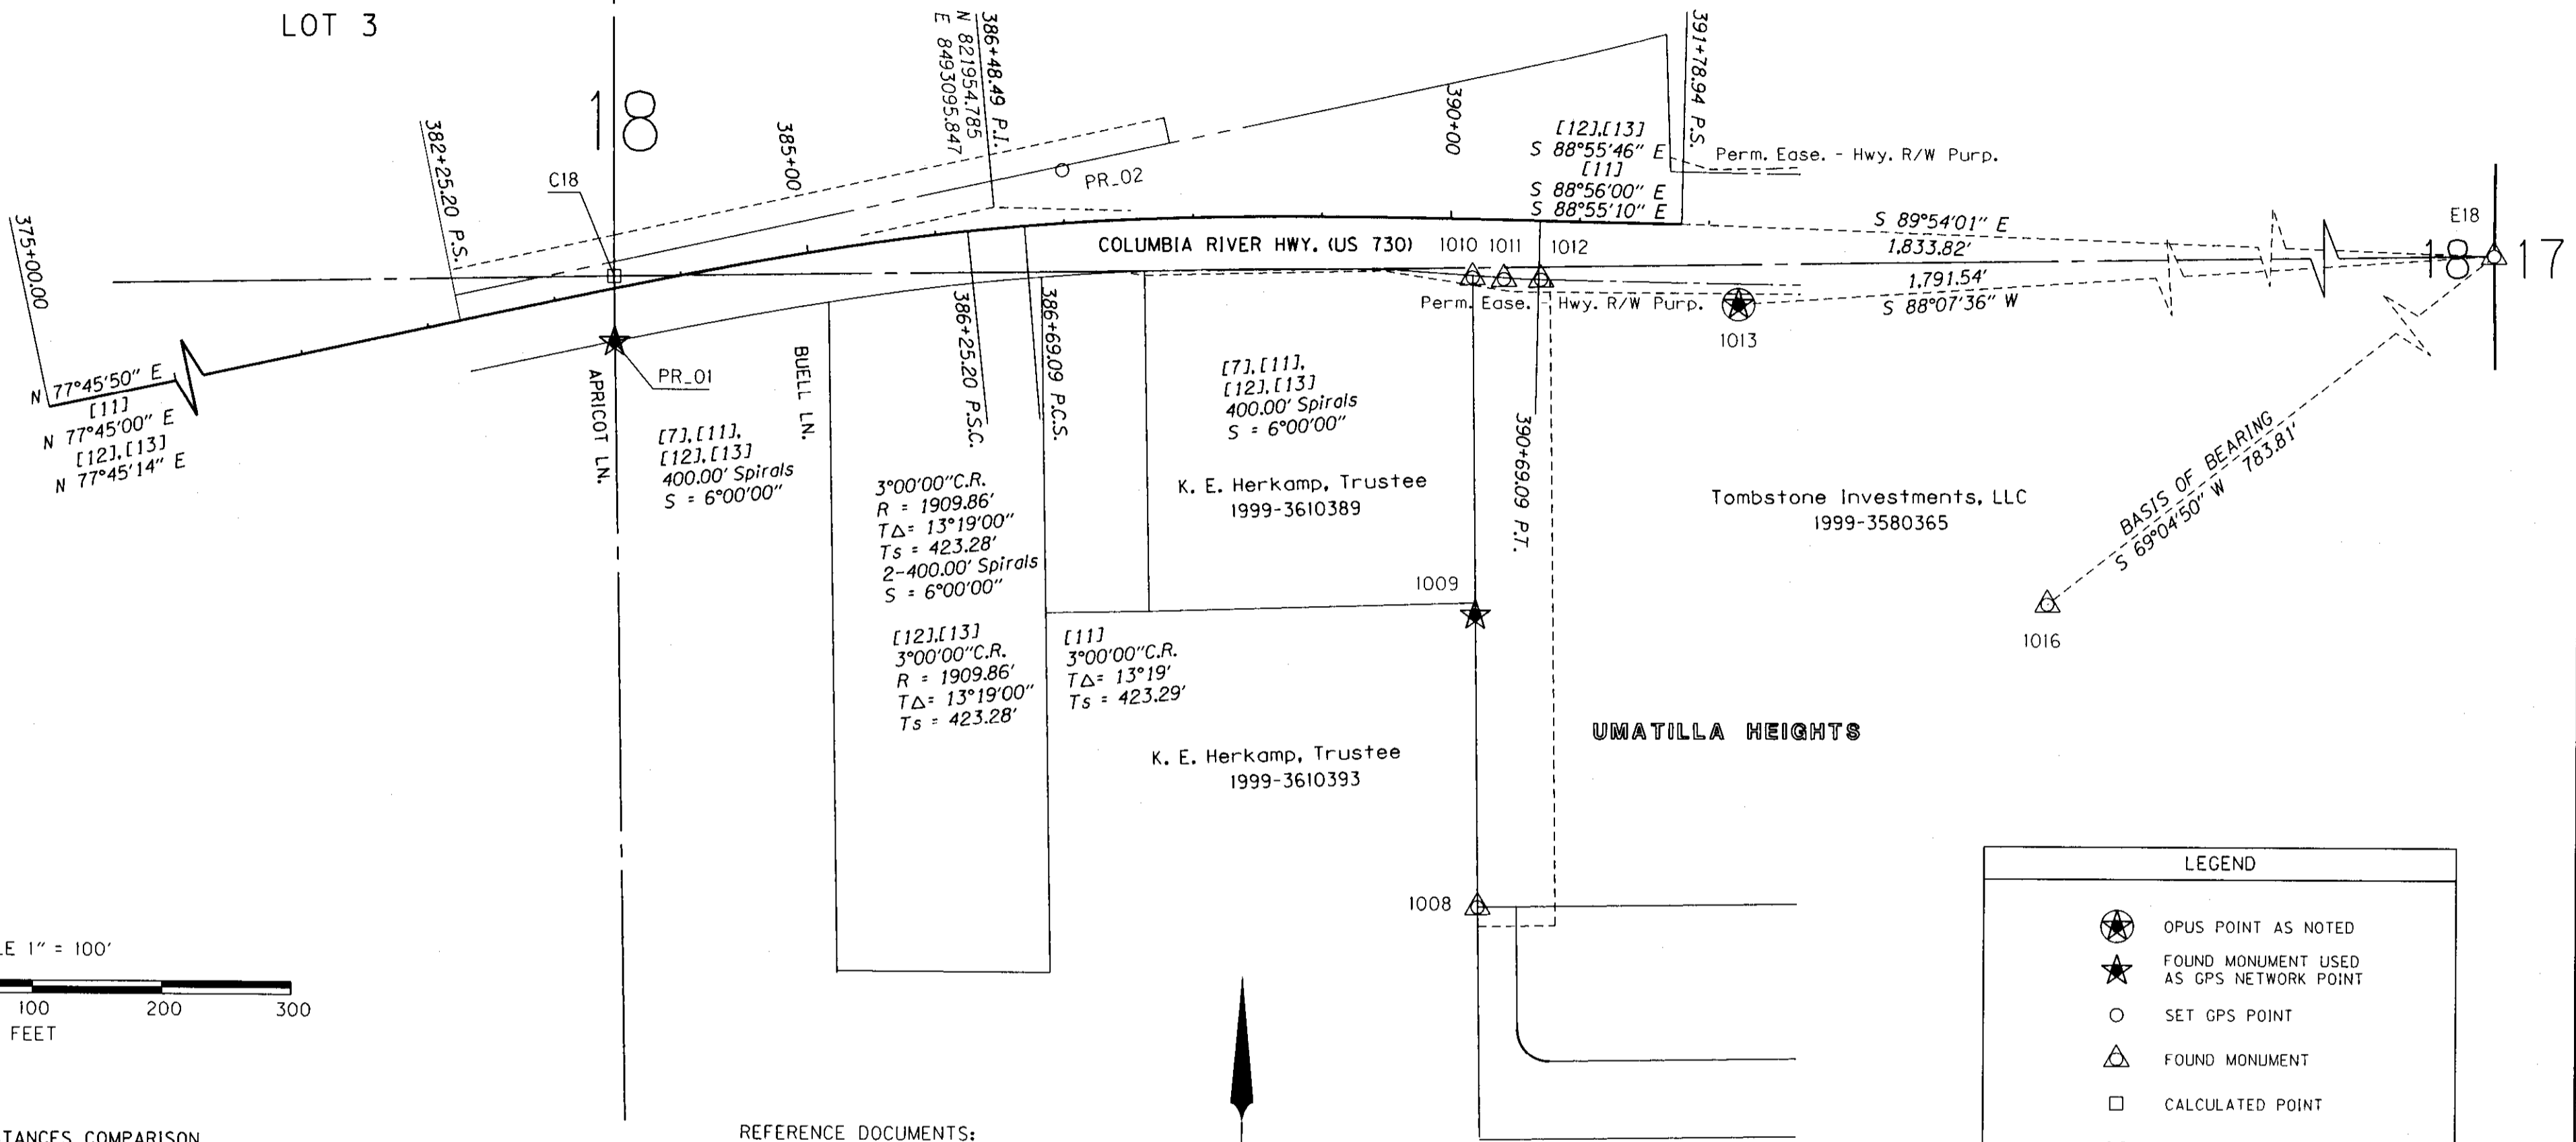 LOT 3
18
375+00.00
382+25.20 P.S.
C18
385+00
386+48.49 P.I.
N 821954.785
E 8493095.847
PR_02
390+00
391+78.94 P.S.
[12],[13]
S 88°55'46" E
[11]
S 88°56'00" E
S 88°55'10" E
Perm. Ease. - Hwy. R/W Purp.
COLUMBIA RIVER HWY. (US 730)
1010
1011
1012
S 89°54'01" E
1,833.82'
1,791.54'
S 88°07'36" W
E18
18
17
Perm. Ease. - Hwy. R/W Purp.
1013
N 77°45'50" E
[11]
N 77°45'00" E
[12],[13]
N 77°45'14" E
PR_01
APRICOT LN.
BUELL LN.
386+25.20 P.S.C.
386+69.09 P.C.S.
390+69.09 P.T.
[7],[11],
[12],[13]
400.00' Spirals
S = 6°00'00"
3°00'00"C.R.
R = 1909.86'
T△= 13°19'00"
Ts = 423.28'
2-400.00' Spirals
S = 6°00'00"
[12],[13]
3°00'00"C.R.
R = 1909.86'
T△= 13°19'00"
Ts = 423.28'
[11]
3°00'00"C.R.
T△= 13°19'
Ts = 423.29'
[7],[11],
[12],[13]
400.00' Spirals
S = 6°00'00"
K. E. Herkamp, Trustee
1999-3610389
1009
K. E. Herkamp, Trustee
1999-3610393
1008
Tombstone Investments, LLC
1999-3580365
BASIS OF BEARING
S 69°04'50" W 783.81'
1016
UMATILLA HEIGHTS
LEGEND
OPUS POINT AS NOTED
FOUND MONUMENT USED
AS GPS NETWORK POINT
SET GPS POINT
FOUND MONUMENT
CALCULATED POINT
LE 1" = 100'
100 200 300
FEET
TANCES COMPARISON
REFERENCE DOCUMENTS: